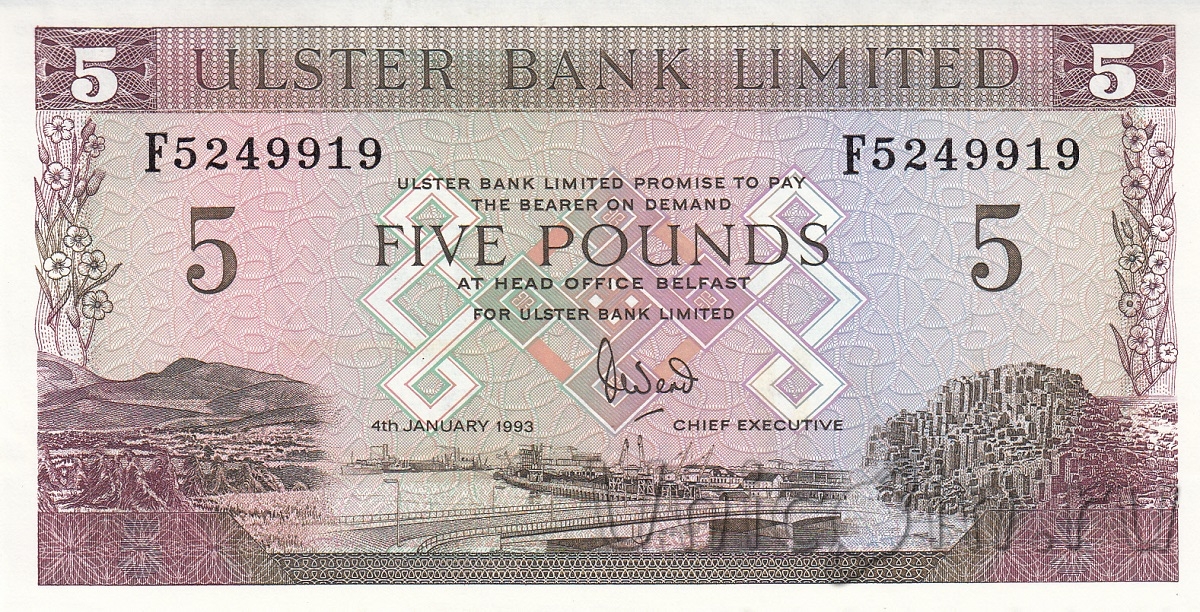 5 ULSTER BANK LIMITED 5
F5249919 F5249919
ULSTER BANK LIMITED PROMISE TO PAY
THE BEARER ON DEMAND
5 FIVE POUNDS 5
AT HEAD OFFICE BELFAST
FOR ULSTER BANK LIMITED
4th JANUARY 1993 CHIEF EXECUTIVE